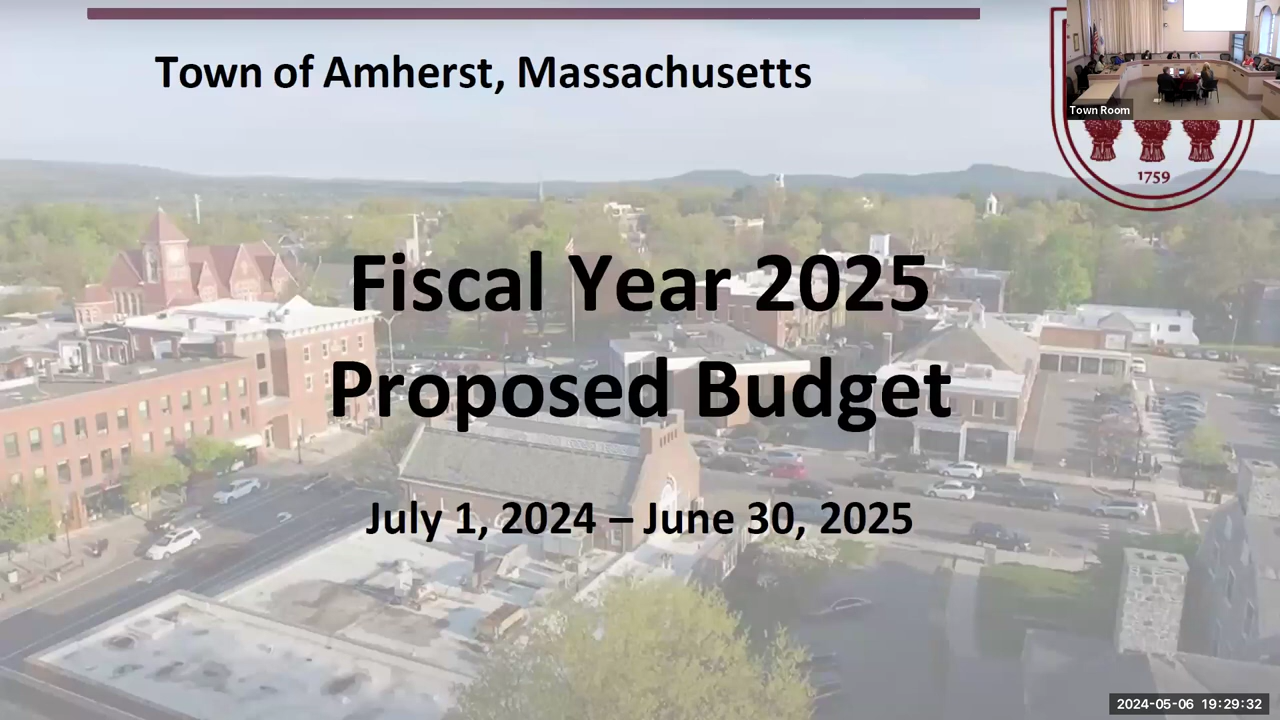 Town of Amherst, Massachusetts
Town Room
1759
Fiscal Year 2025
Proposed Budget
July 1, 2024 – June 30, 2025
2024-05-06 19:29:32